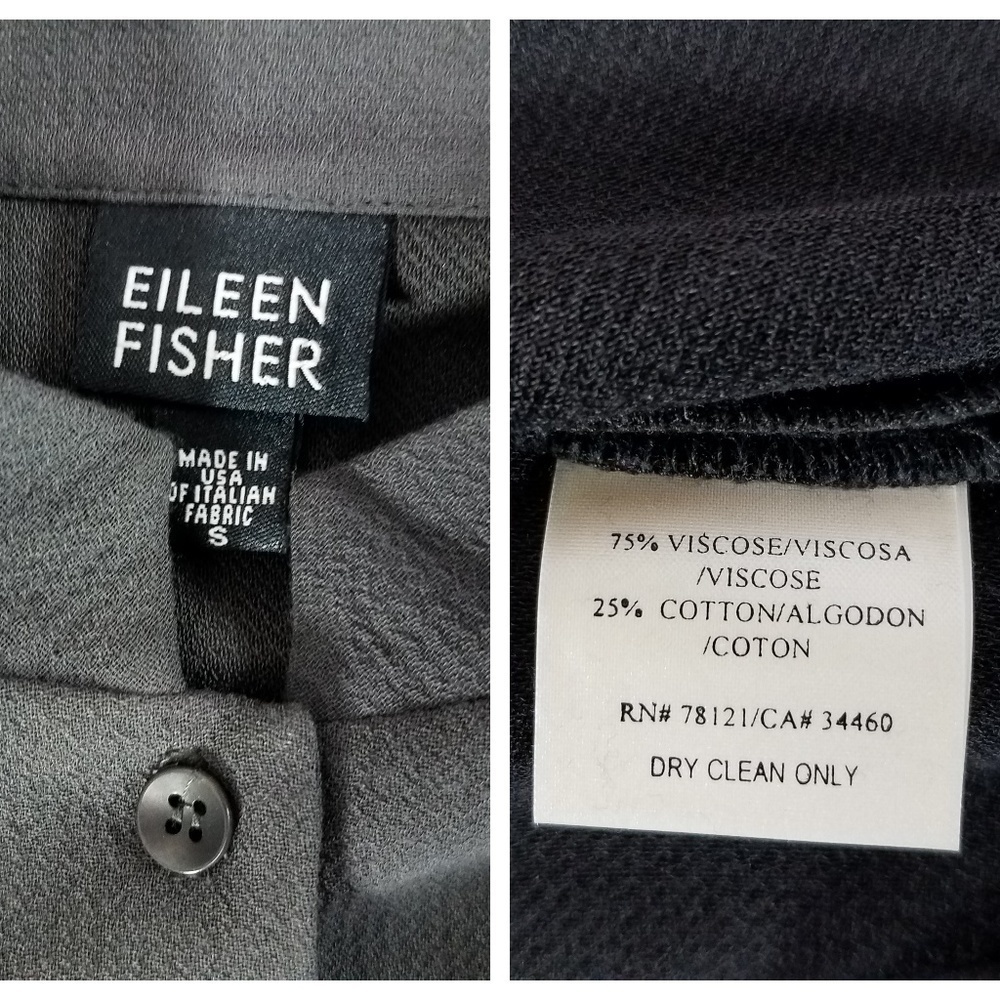 EILEEN
FISHER
MADE IN
USA
OF ITALIAN
FABRIC
S
75% VISCOSE/VISCOSA
/VISCOSE
25% COTTON/ALGODON
/COTON
RN# 78121/CA# 34460
DRY CLEAN ONLY